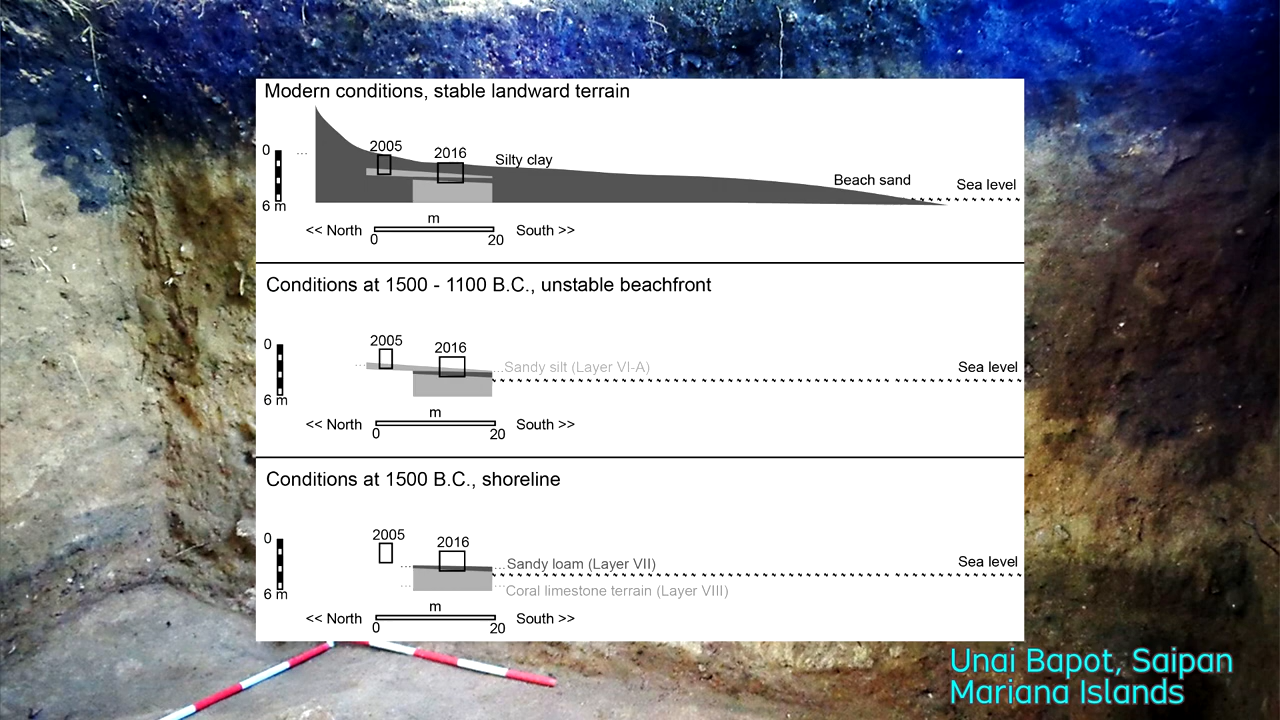 Modern conditions, stable landward terrain
0
2005
2016
Silty clay
Beach sand
Sea level
6 m
m
<< North
South >>
0
20
Conditions at 1500 - 1100 B.C., unstable beachfront
0
2005
2016
Sandy silt (Layer VI-A)
Sea level
6 m
m
<< North
South >>
0
20
Conditions at 1500 B.C., shoreline
0
2005
2016
Sandy loam (Layer VII)
Sea level
6 m
Coral limestone terrain (Layer VIII)
m
<< North
South >>
0
20
Unai Bapot, Saipan
Mariana Islands